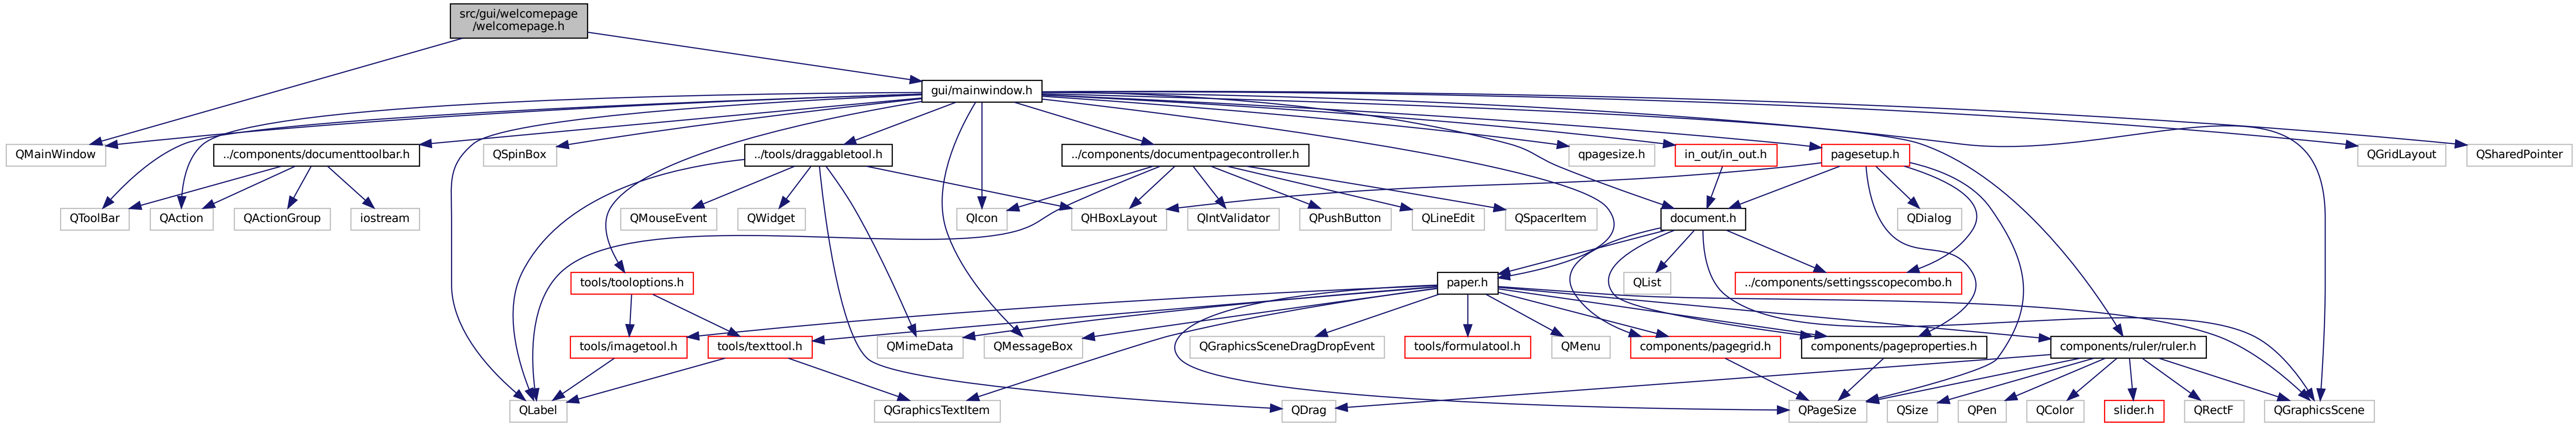 src/gui/welcomepage
/welcomepage.h
gui/mainwindow.h
QMainWindow
../components/documenttoolbar.h
QSpinBox
../tools/draggabletool.h
../components/documentpagecontroller.h
qpagesize.h
in_out/in_out.h
pagesetup.h
QGridLayout
QSharedPointer
QToolBar
QAction
QActionGroup
iostream
QMouseEvent
QWidget
QIcon
QHBoxLayout
QIntValidator
QPushButton
QLineEdit
QSpacerItem
document.h
QDialog
tools/tooloptions.h
paper.h
QList
../components/settingsscopecombo.h
tools/imagetool.h
tools/texttool.h
QMimeData
QMessageBox
QGraphicsSceneDragDropEvent
tools/formulatool.h
QMenu
components/pagegrid.h
components/pageproperties.h
components/ruler/ruler.h
QLabel
QGraphicsTextItem
QDrag
QPageSize
QSize
QPen
QColor
slider.h
QRectF
QGraphicsScene